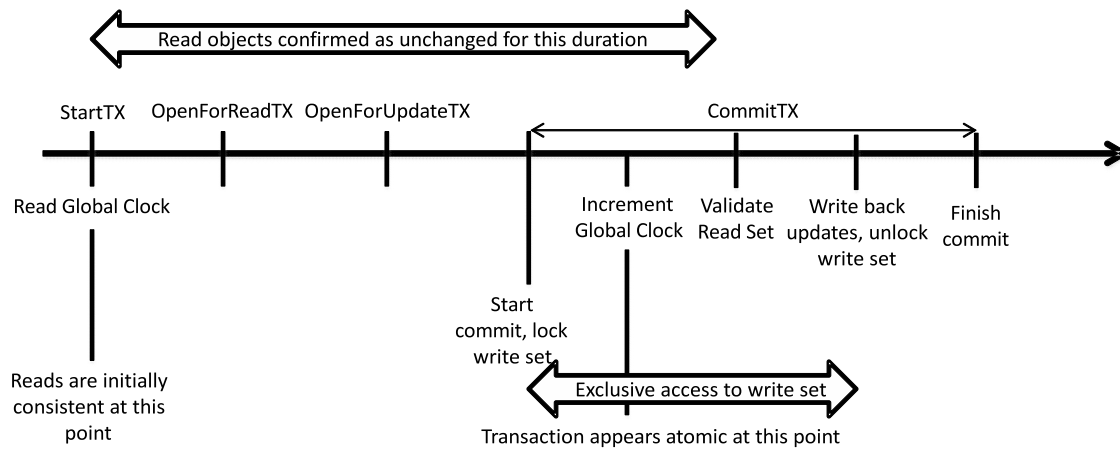 Read objects confirmed as unchanged for this duration
StartTX
OpenForReadTX
OpenForUpdateTX
CommitTX
Read Global Clock
Increment
Global Clock
Validate
Read Set
Write back
updates, unlock
write set
Finish
commit
Start
commit, lock
write set
Reads are initially
consistent at this
point
Exclusive access to write set
Transaction appears atomic at this point